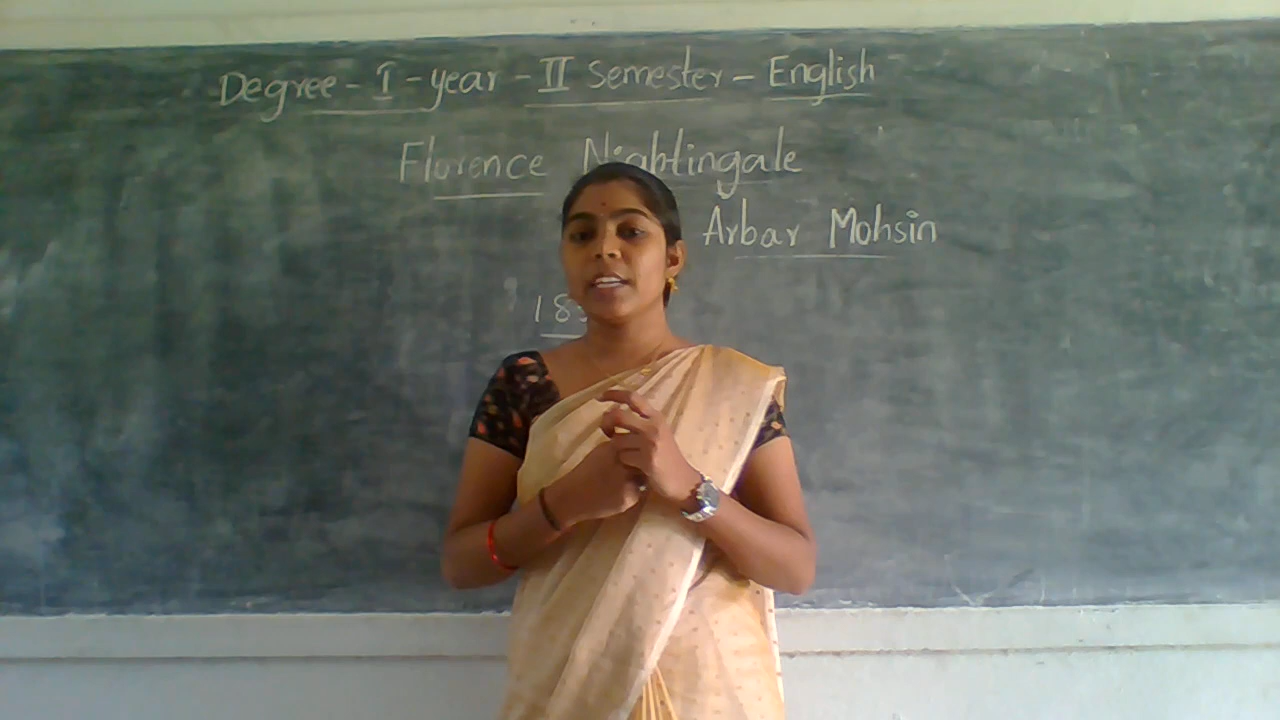 Degree - I - year - II Semester - English
Florence Nightingale
Arbar Mohsin